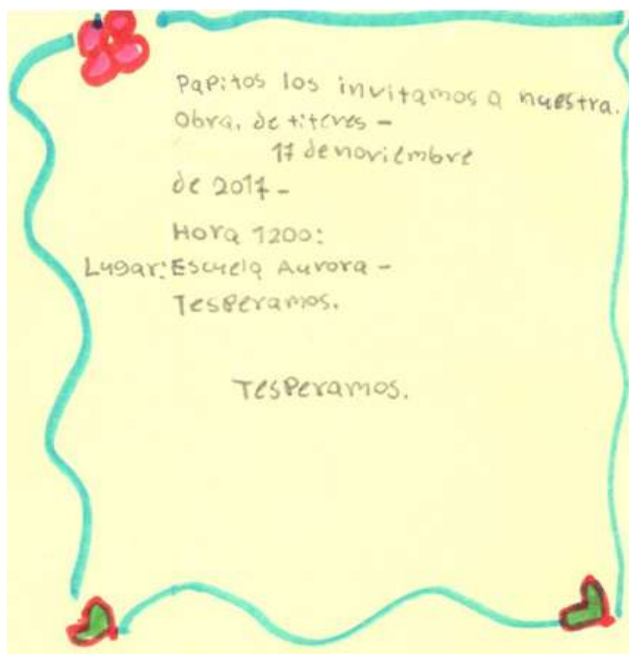 Papitos los invitamos a nuestra.
Obra, de titeres -
17 de noviembre
de 2017 -
Hora 1200:
Lugar: Escuela Aurora -
Tesperamos.
Tesperamos.